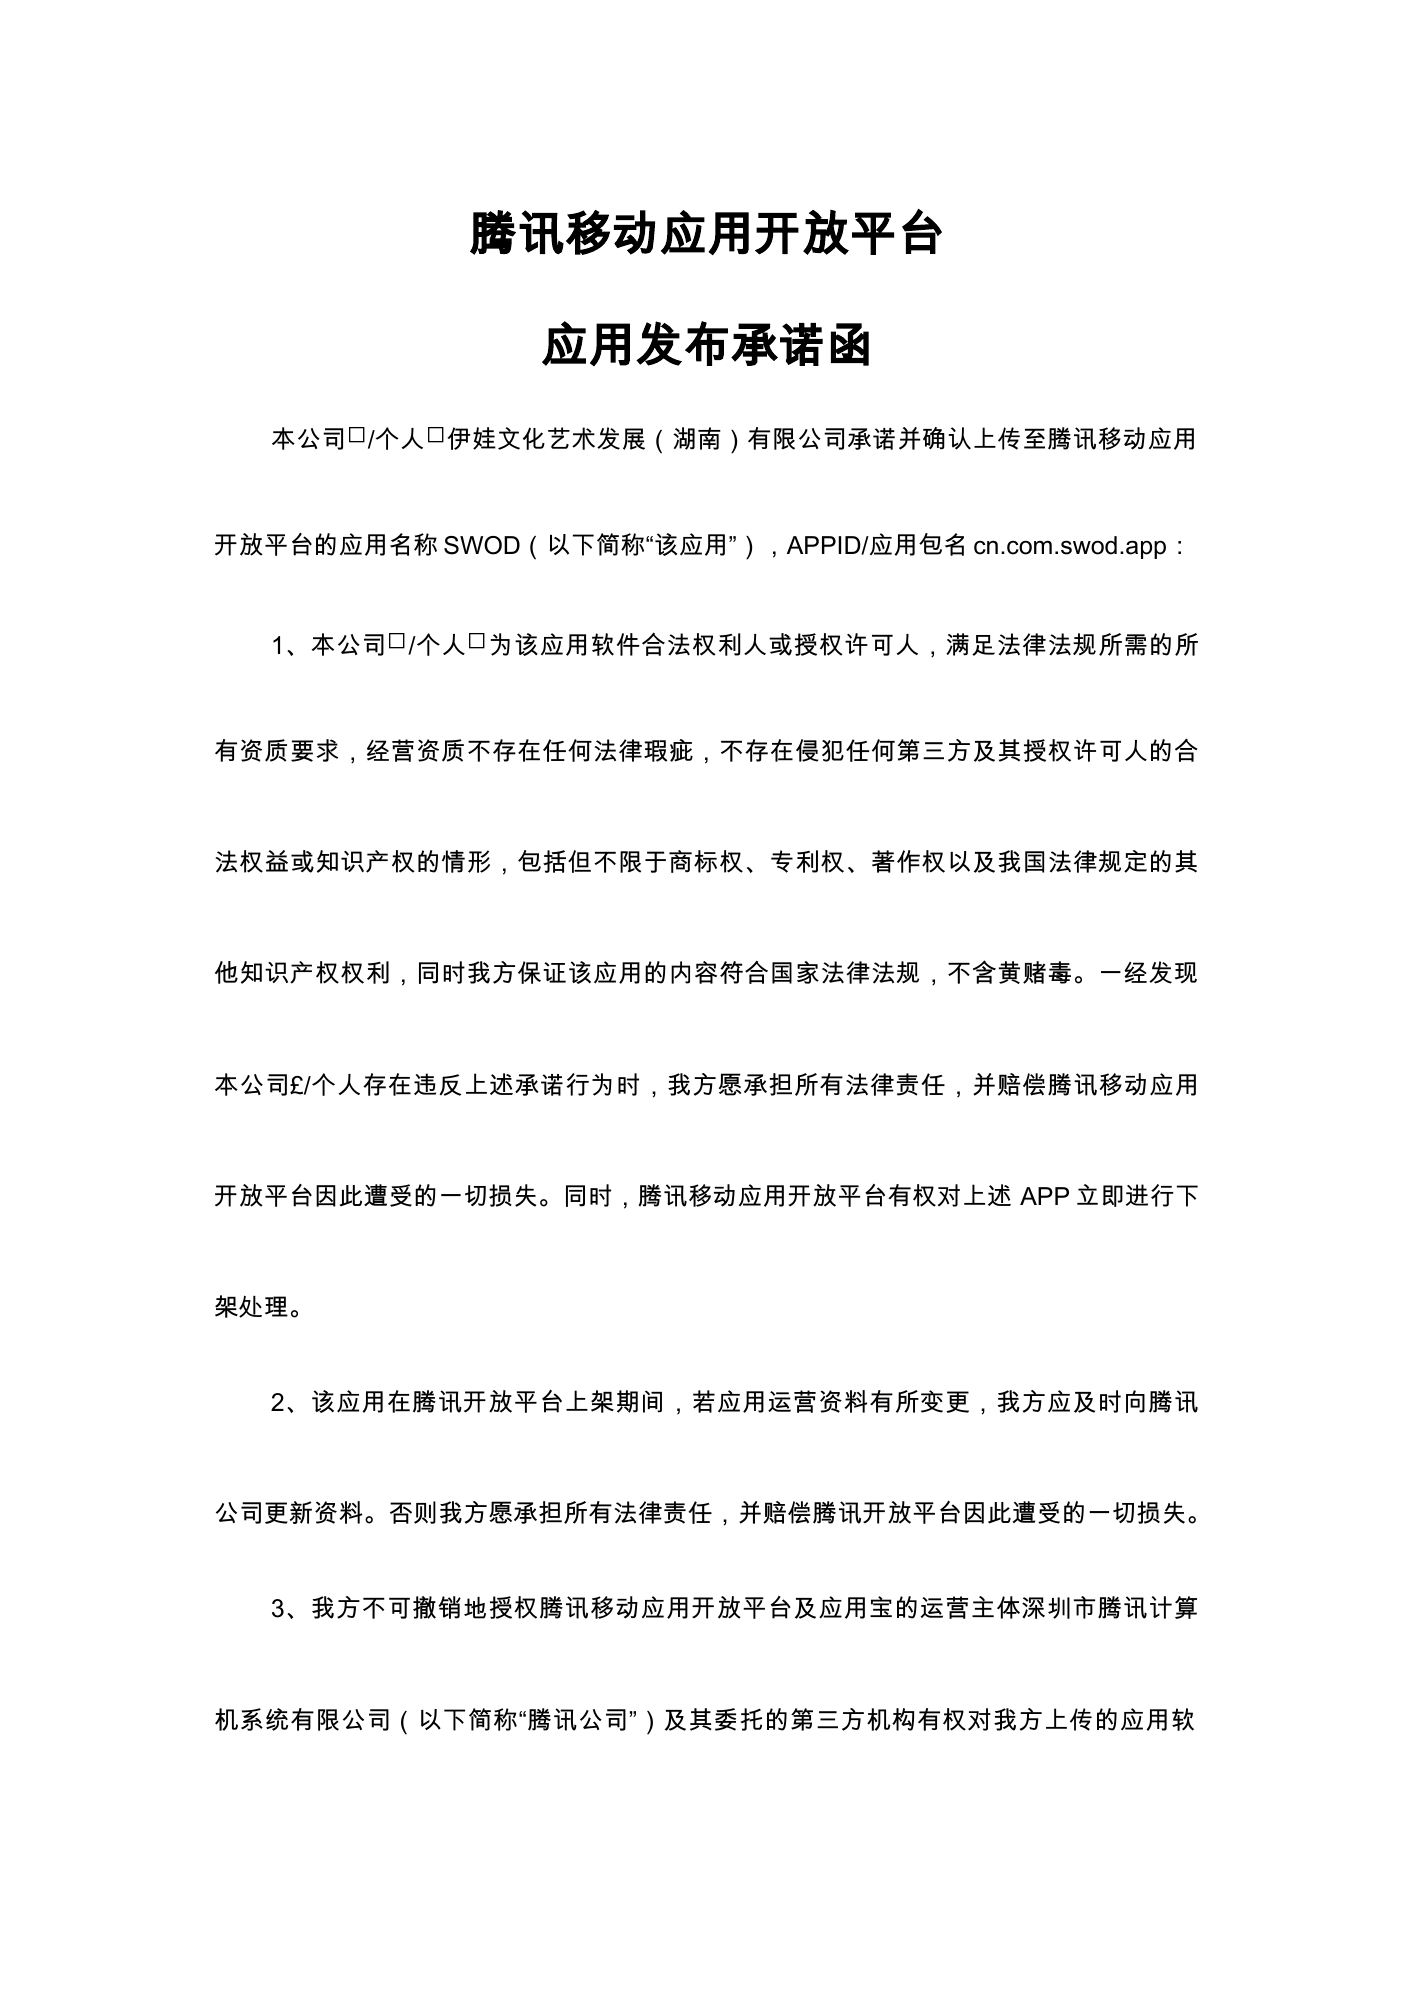 腾讯移动应用开放平台
应用发布承诺函
本公司□/个人□伊娃文化艺术发展（湖南）有限公司承诺并确认上传至腾讯移动应用
开放平台的应用名称 SWOD（以下简称“该应用”），APPID/应用包名 cn.com.swod.app：
1、本公司□/个人□为该应用软件合法权利人或授权许可人，满足法律法规所需的所
有资质要求，经营资质不存在任何法律瑕疵，不存在侵犯任何第三方及其授权许可人的合
法权益或知识产权的情形，包括但不限于商标权、专利权、著作权以及我国法律规定的其
他知识产权权利，同时我方保证该应用的内容符合国家法律法规，不含黄赌毒。一经发现
本公司£/个人存在违反上述承诺行为时，我方愿承担所有法律责任，并赔偿腾讯移动应用
开放平台因此遭受的一切损失。同时，腾讯移动应用开放平台有权对上述 APP 立即进行下
架处理。
2、该应用在腾讯开放平台上架期间，若应用运营资料有所变更，我方应及时向腾讯
公司更新资料。否则我方愿承担所有法律责任，并赔偿腾讯开放平台因此遭受的一切损失。
3、我方不可撤销地授权腾讯移动应用开放平台及应用宝的运营主体深圳市腾讯计算
机系统有限公司（以下简称“腾讯公司”）及其委托的第三方机构有权对我方上传的应用软